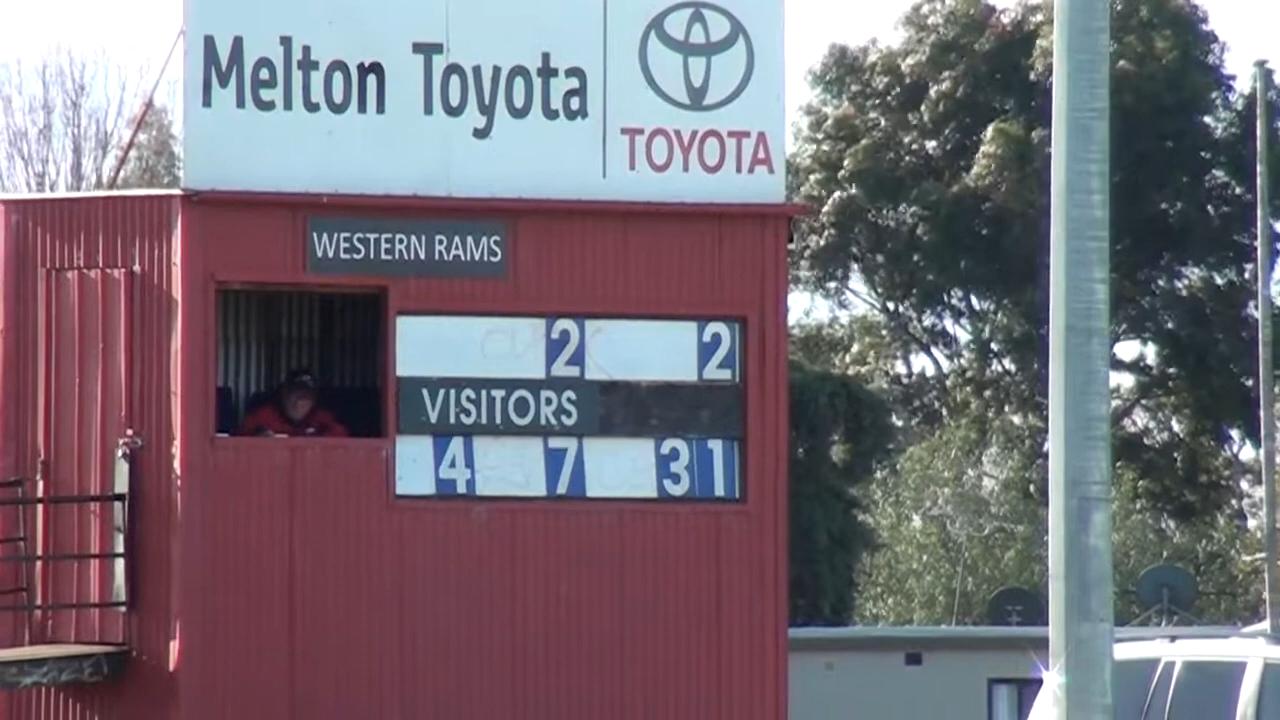 Melton Toyota
TOYOTA
WESTERN RAMS
2 2
VISITORS
4 7 31